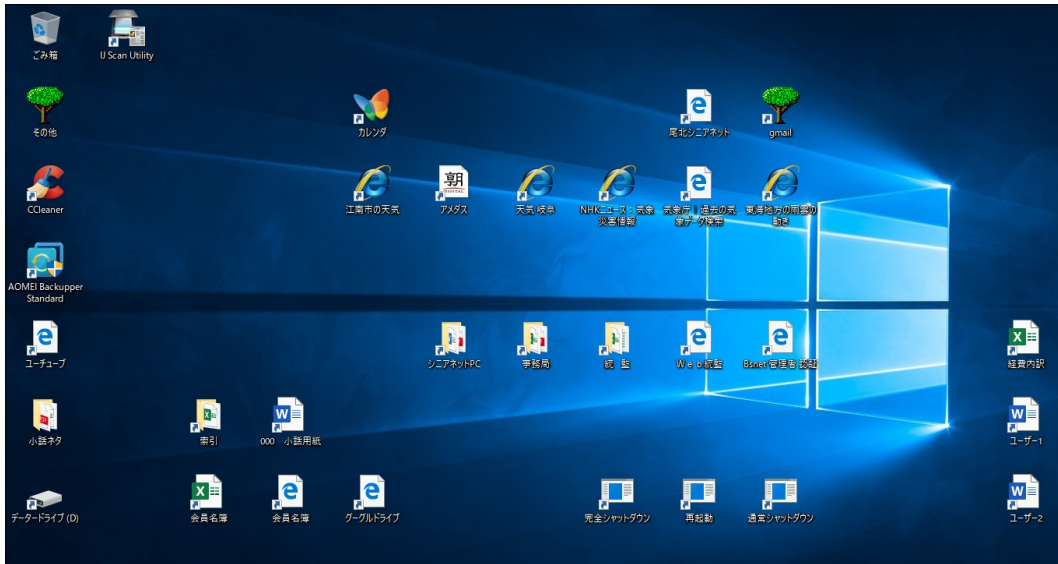 ごみ箱
IJ Scan Utility
その他
カレンダ
尾北シニアネット
gmail
CCleaner
江南市の天気
朝
DIGITAL
アメダス
天気 岐阜
NHKニュース：気象
災害情報
気象庁｜過去の気
象データ検索
東海地方の雨雲の
動き
AOMEI Backupper
Standard
ユーチューブ
シニアネットPC
事務局
統　監
Ｗｅｂ統監
Bsnet 管理者 認証
経費内訳
小話ネタ
索引
000　小話用紙
ユーザー1
データードライブ (D)
会員名簿
会員名簿
グーグルドライブ
完全シャットダウン
再起動
通常シャットダウン
ユーザー2